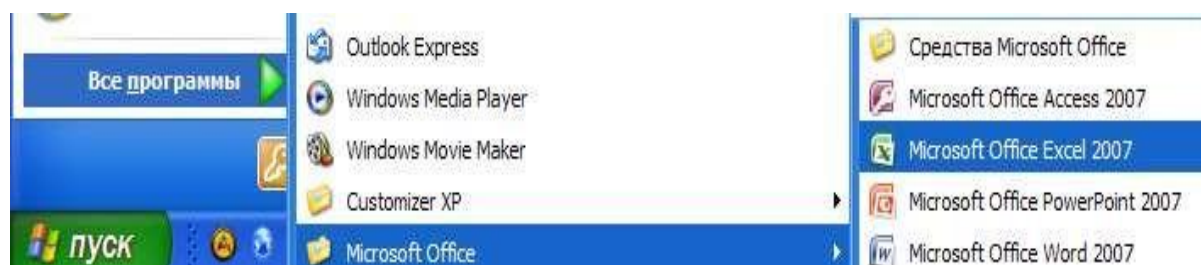 Все программы
пуск
Outlook Express
Windows Media Player
Windows Movie Maker
Customizer XP
Microsoft Office
Средства Microsoft Office
Microsoft Office Access 2007
Microsoft Office Excel 2007
Microsoft Office PowerPoint 2007
Microsoft Office Word 2007